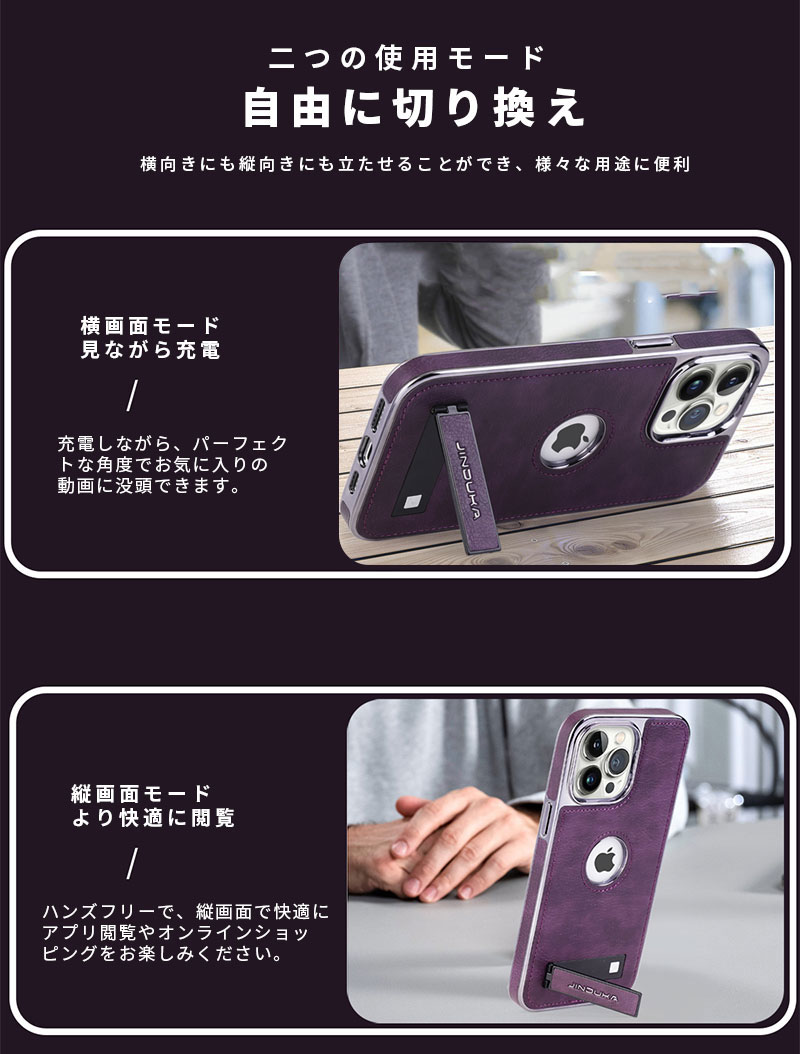 二つの使用モード
自由に切り換え
横向きにも縦向きにも立たせることができ、様々な用途に便利
横画面モード
見ながら充電
/
充電しながら、パーフェク
トな角度でお気に入りの
動画に没頭できます。
JINDUKA
縦画面モード
より快適に閲覧
/
ハンズフリーで、縦画面で快適に
アプリ閲覧やオンラインショッ
ピングをお楽しみください。
JINDUKA